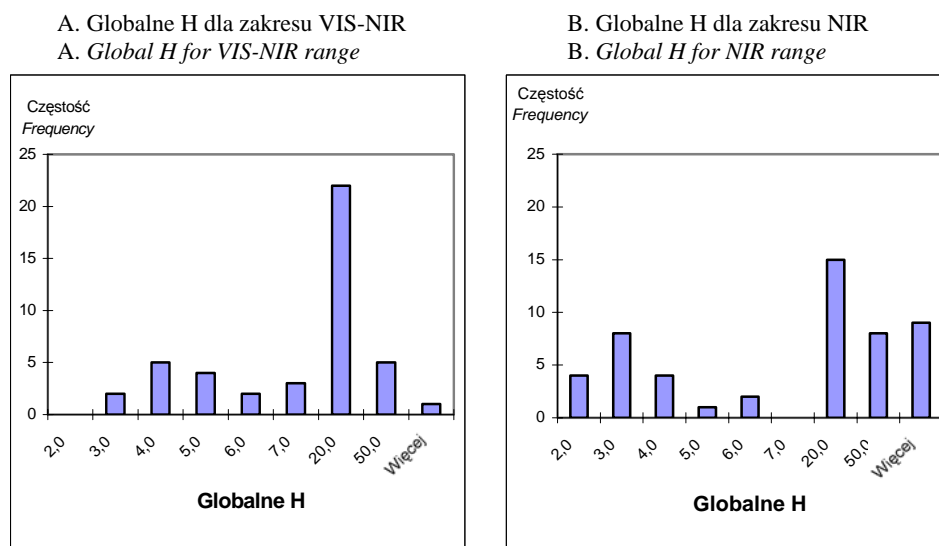 A. Globalne H dla zakresu VIS-NIR
A. Global H for VIS-NIR range
Częstość
Frequency
25
20
15
10
5
0
2,0
3,0
4,0
5,0
6,0
7,0
20,0
50,0
Więcej
Globalne H
B. Globalne H dla zakresu NIR
B. Global H for NIR range
Częstość
Frequency
25
20
15
10
5
0
2,0
3,0
4,0
5,0
6,0
7,0
20,0
50,0
Więcej
Globalne H